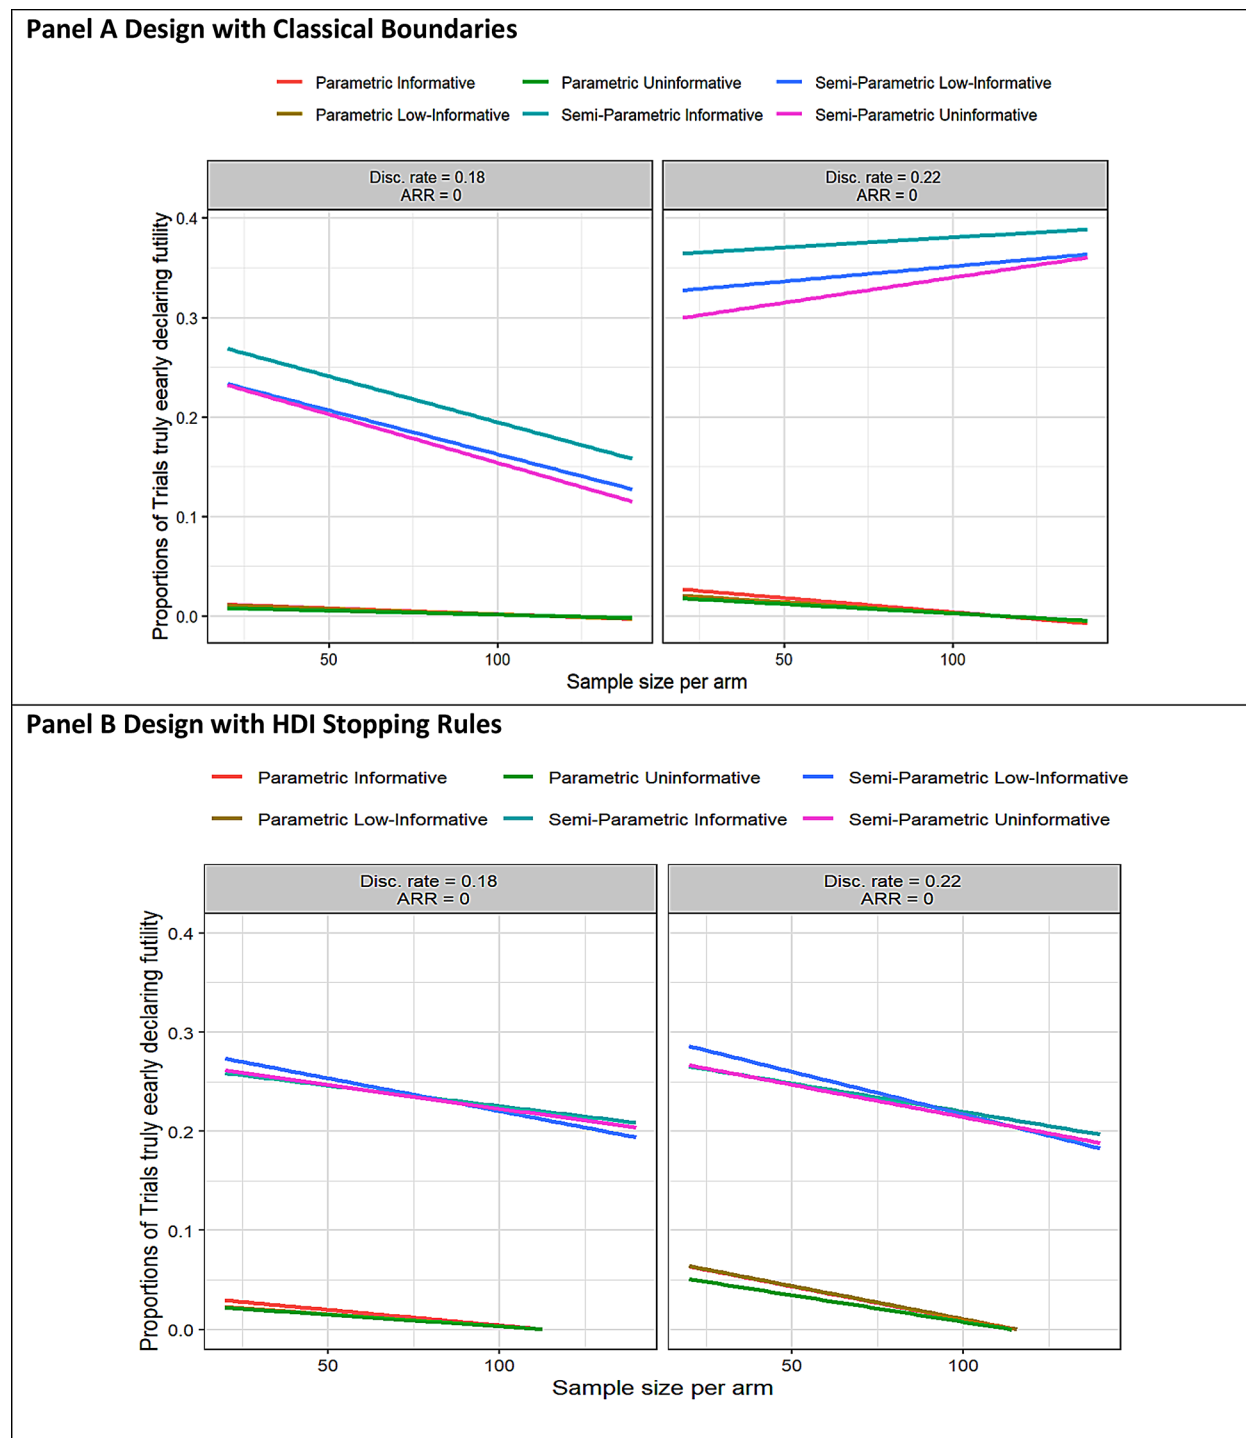 Panel A Design with Classical Boundaries
Parametric Informative Parametric Uninformative Semi-Parametric Low-Informative
Parametric Low-Informative Semi-Parametric Informative Semi-Parametric Uninformative
Disc. rate = 0.18 Disc. rate = 0.22
ARR = 0 ARR = 0
Proportions of Trials truly eearly declaring futility
0.4
0.3
0.2
0.1
0.0
50 100 50 100
Sample size per arm
Panel B Design with HDI Stopping Rules
Parametric Informative Parametric Uninformative Semi-Parametric Low-Informative
Parametric Low-Informative Semi-Parametric Informative Semi-Parametric Uninformative
Disc. rate = 0.18 Disc. rate = 0.22
ARR = 0 ARR = 0
Proportions of Trials truly eearly declaring futility
0.4
0.3
0.2
0.1
0.0
50 100 50 100
Sample size per arm